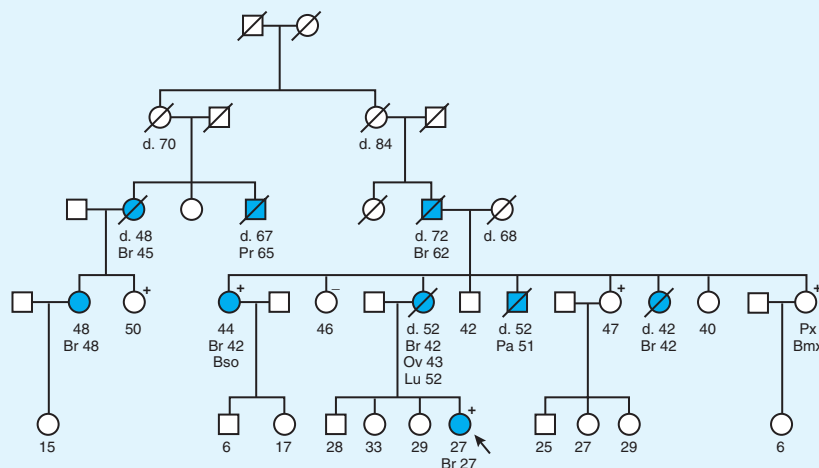 d. 70
d. 84
d. 48
Br 45
d. 67
Pr 65
d. 72
Br 62
d. 68
48
Br 48
+
50
+
44
Br 42
Bso
–
46
d. 52
Br 42
Ov 43
Lu 52
42
d. 52
Pa 51
+
47
d. 42
Br 42
40
+
Px
Bmx
15
6
17
28
33
29
+
27
Br 27
25
27
29
6